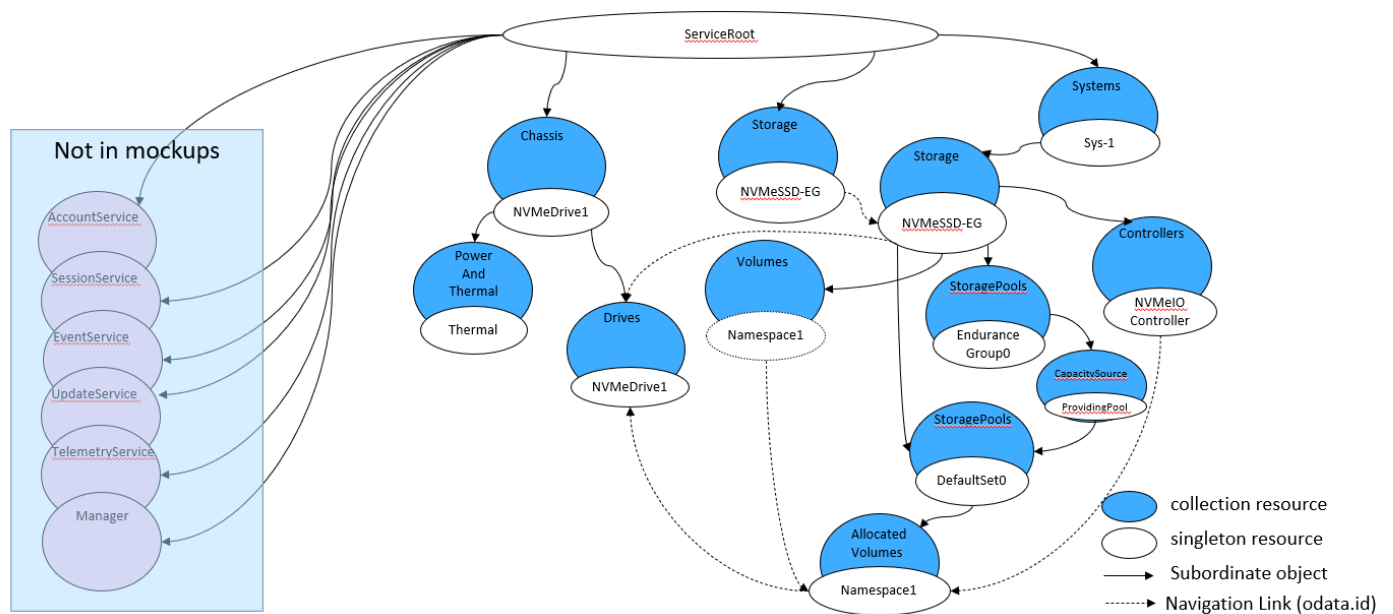 ServiceRoot
Not in mockups
AccountService
SessionService
EventService
UpdateService
TelemetryService
Manager
Chassis
NVMeDrive1
Power
And
Thermal
Thermal
Drives
NVMeDrive1
Storage
NVMeSSD-EG
Volumes
Namespace1
Systems
Sys-1
Storage
NVMeSSD-EG
Controllers
NVMeIO
Controller
StoragePools
Endurance
Group0
CapacitySource
ProvidingPool
StoragePools
DefaultSet0
Allocated
Volumes
Namespace1
collection resource
singleton resource
Subordinate object
Navigation Link (odata.id)